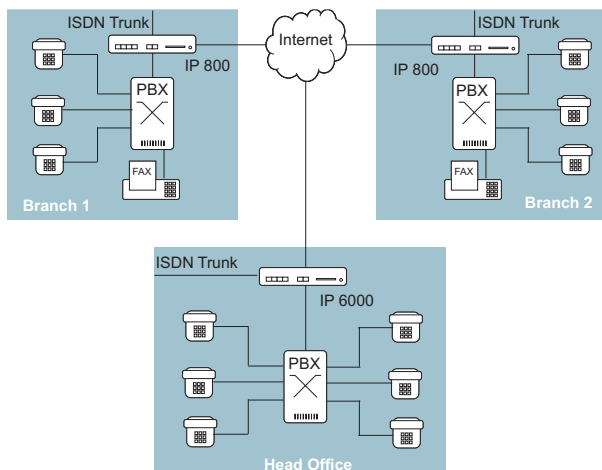 ISDN Trunk
IP 800
PBX
FAX
Branch 1
Internet
ISDN Trunk
IP 800
PBX
FAX
Branch 2
ISDN Trunk
IP 6000
PBX
Head Office